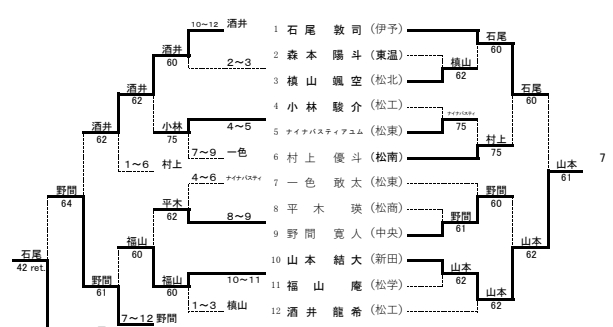 10~12 酒井
1 石尾 敦司 (伊予)
石尾
酒井
60
60
2~3
2 森本 陽斗 (東温)
槙山
62
3 槙山 颯空 (松北)
酒井
62
石尾
60
4 小林 駿介 (松工)
ナイナバスティ
75
酒井
62
小林
75
4~5
5 ナイナバスティアユム (松東)
村上
75
7~9 一色
6 村上 優斗 (松南)
1~6 村上
山本
61
7
4~6 ナイナバスティ
7 一色 敢太 (松東)
野間
64
平木
62
野間
60
8 平木 瑛 (松商)
8~9
野間
61
9 野間 寛人 (中央)
福山
60
山本
62
石尾
42 ret.
10 山本 結大 (新田)
野間
61
福山
60
10~11
山本
62
11 福山 庵 (松学)
山本
62
1~3 槙山
12 酒井 龍希 (松工)
7~12 野間